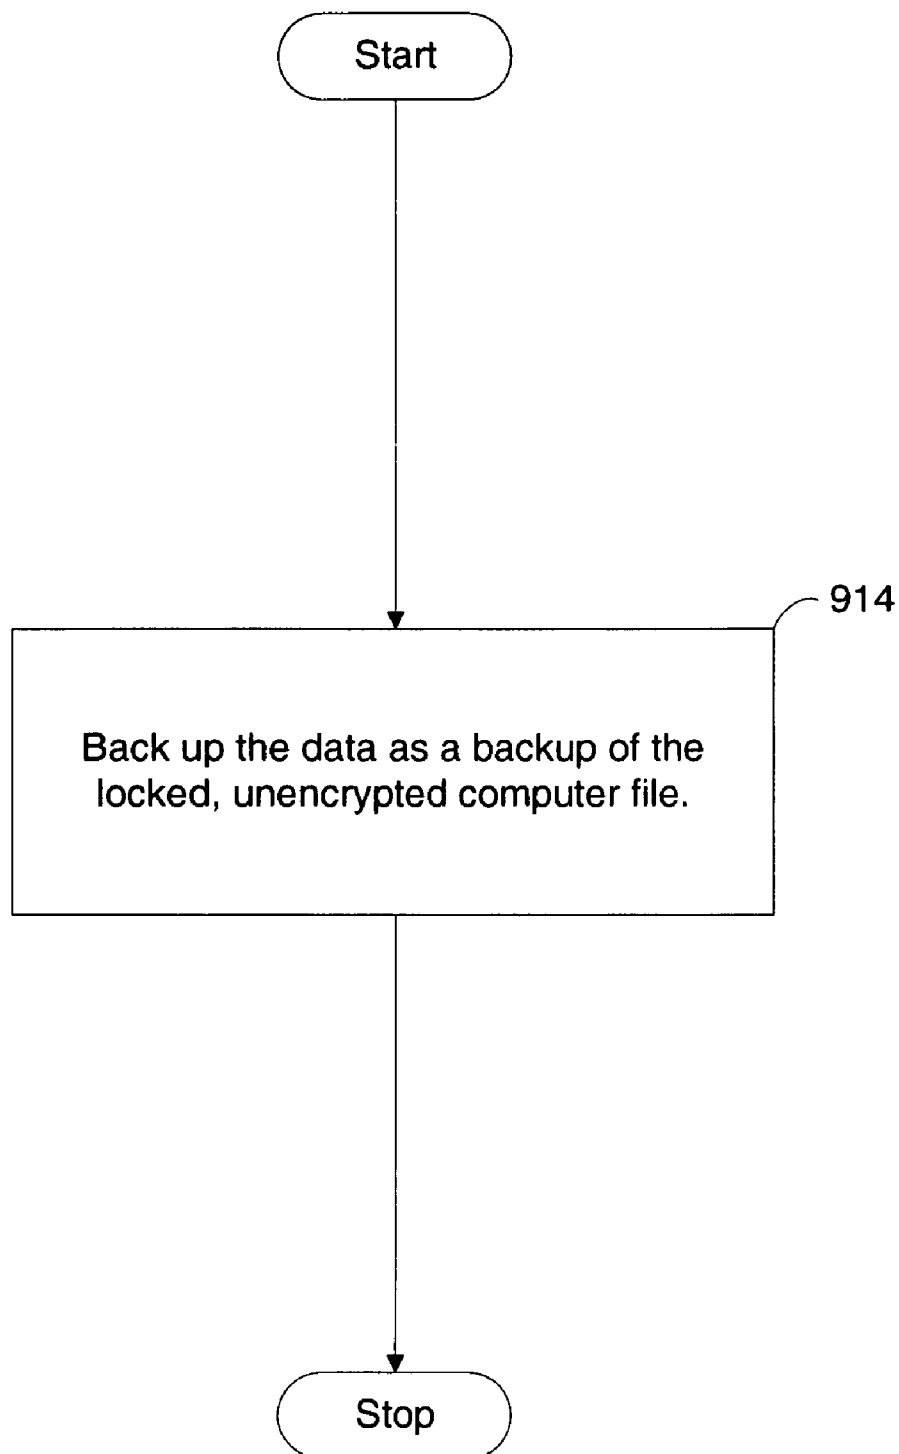 Start
914
Back up the data as a backup of the
locked, unencrypted computer file.
Stop